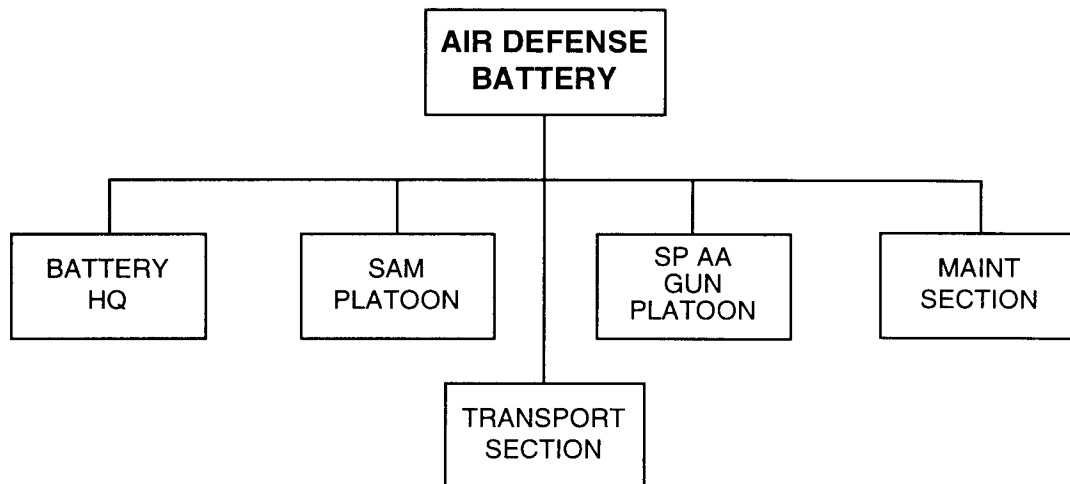 AIR DEFENSE
BATTERY
BATTERY
HQ
SAM
PLATOON
SP AA
GUN
PLATOON
MAINT
SECTION
TRANSPORT
SECTION